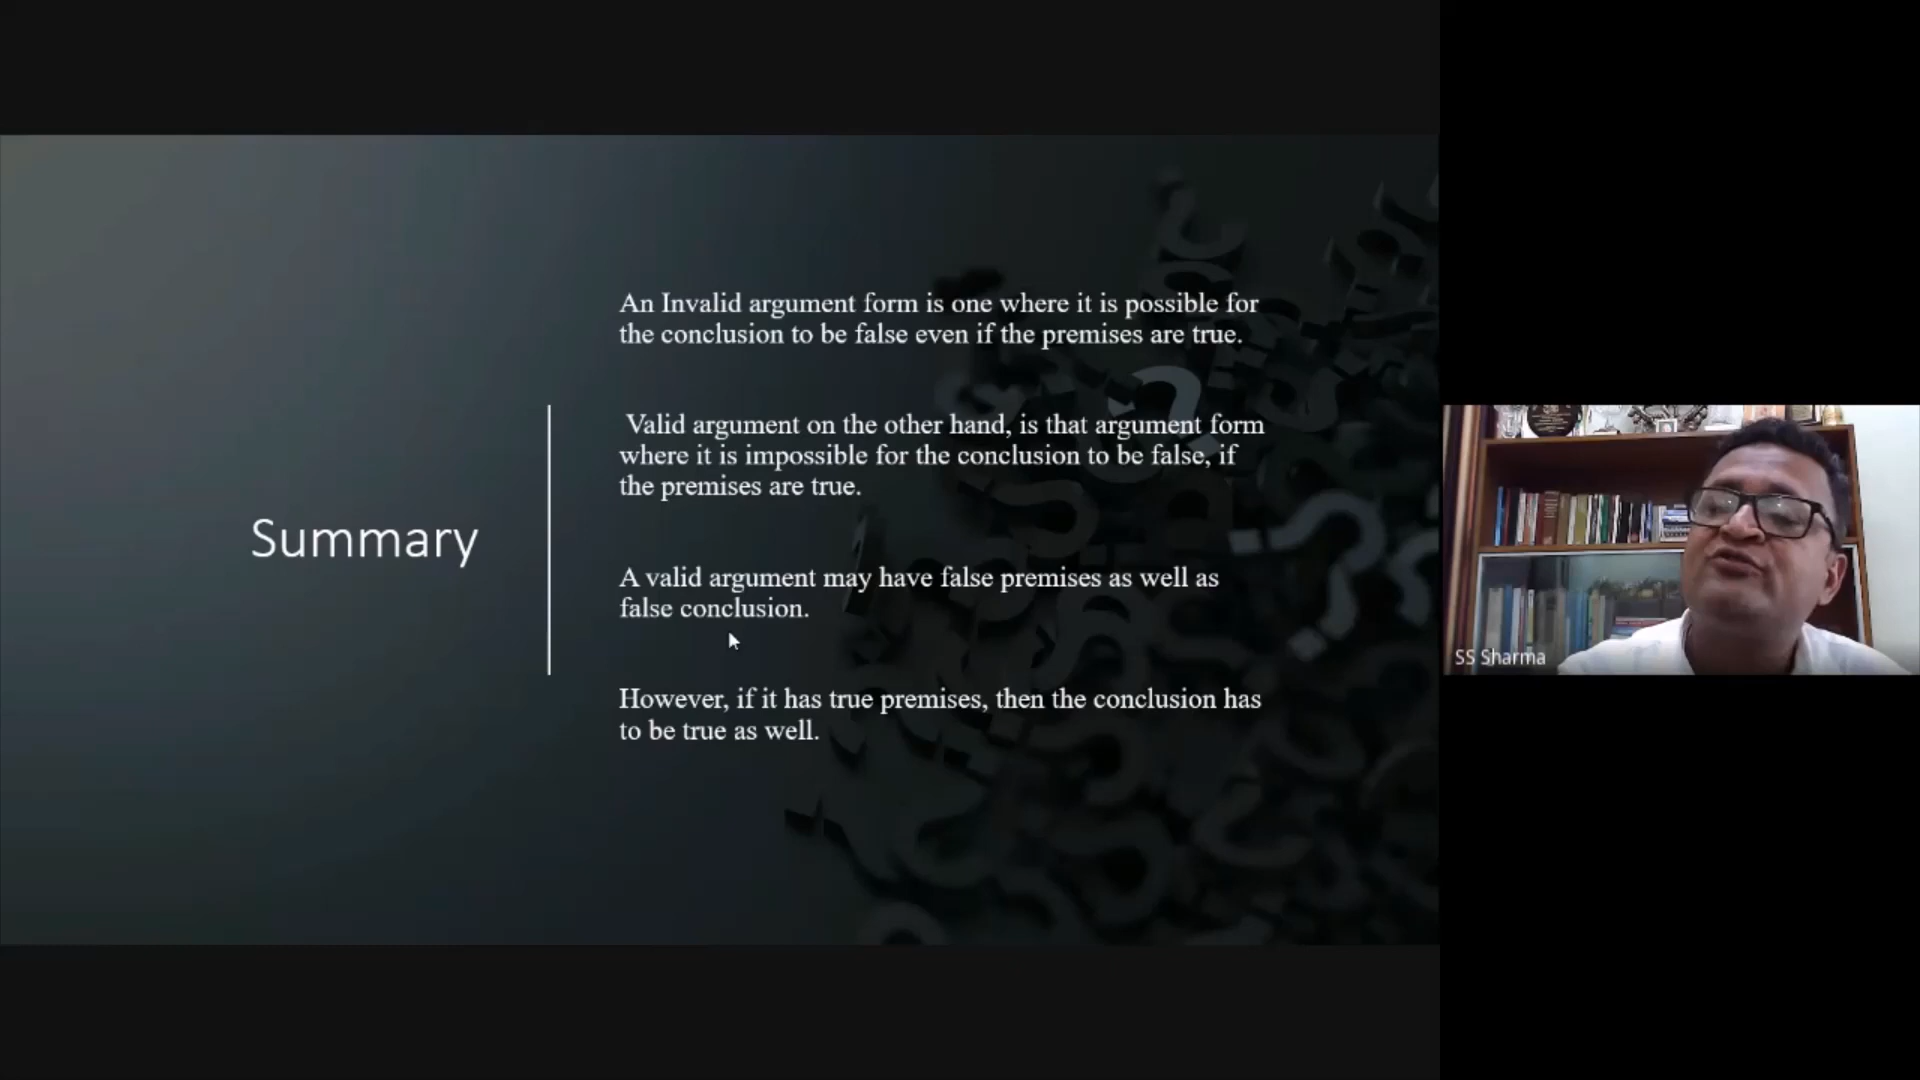 Summary
An Invalid argument form is one where it is possible for
the conclusion to be false even if the premises are true.
Valid argument on the other hand, is that argument form
where it is impossible for the conclusion to be false, if
the premises are true.
A valid argument may have false premises as well as
false conclusion.
However, if it has true premises, then the conclusion has
to be true as well.
SS Sharma